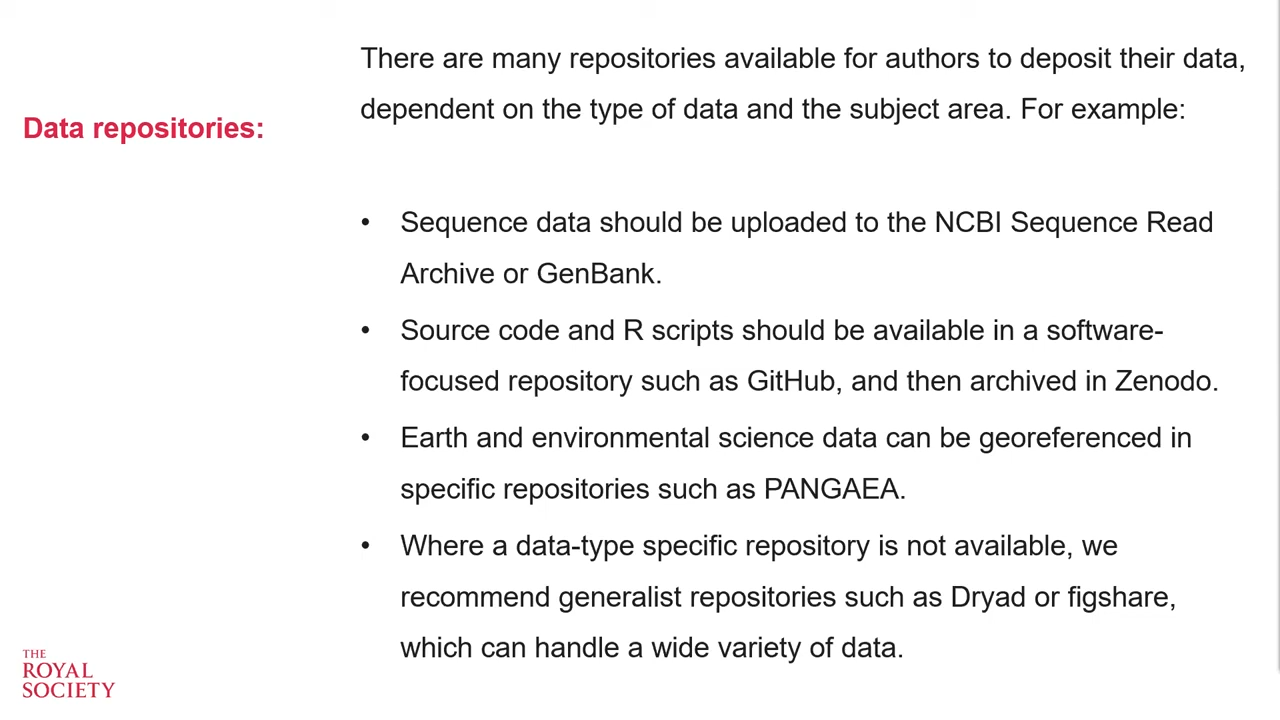 Data repositories:
There are many repositories available for authors to deposit their data,
dependent on the type of data and the subject area. For example:
• Sequence data should be uploaded to the NCBI Sequence Read
Archive or GenBank.
• Source code and R scripts should be available in a software-
focused repository such as GitHub, and then archived in Zenodo.
• Earth and environmental science data can be georeferenced in
specific repositories such as PANGAEA.
• Where a data-type specific repository is not available, we
recommend generalist repositories such as Dryad or figshare,
which can handle a wide variety of data.
THE
ROYAL
SOCIETY